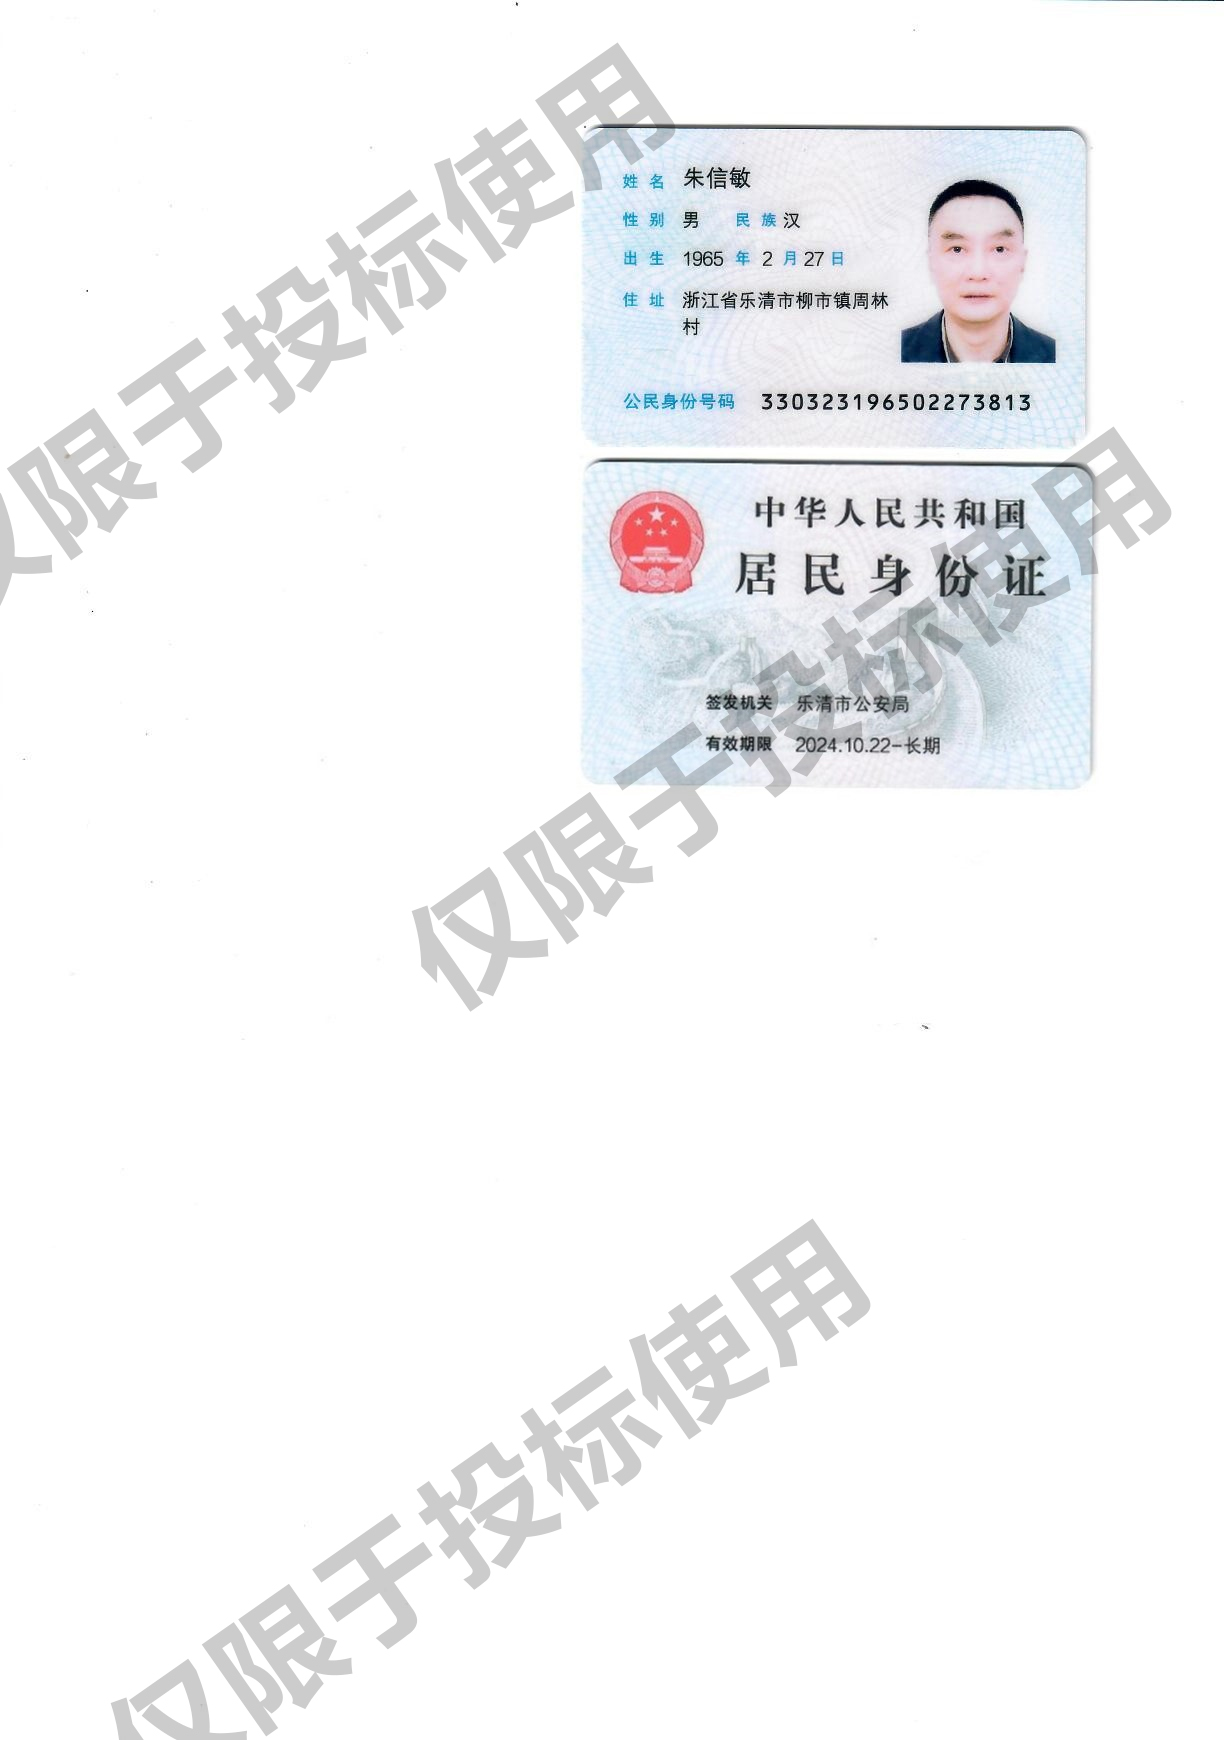 仅限于投标使用
姓名 朱信敏
性别 男 民族 汉
出生 1965 年 2 月 27 日
住址 浙江省乐清市柳市镇周林
村
公民身份号码 330323196502273813
中华人民共和国
居民身份证
签发机关 乐清市公安局
有效期限 2024.10.22-长期
仅限于投标使用
仅限于投标使用